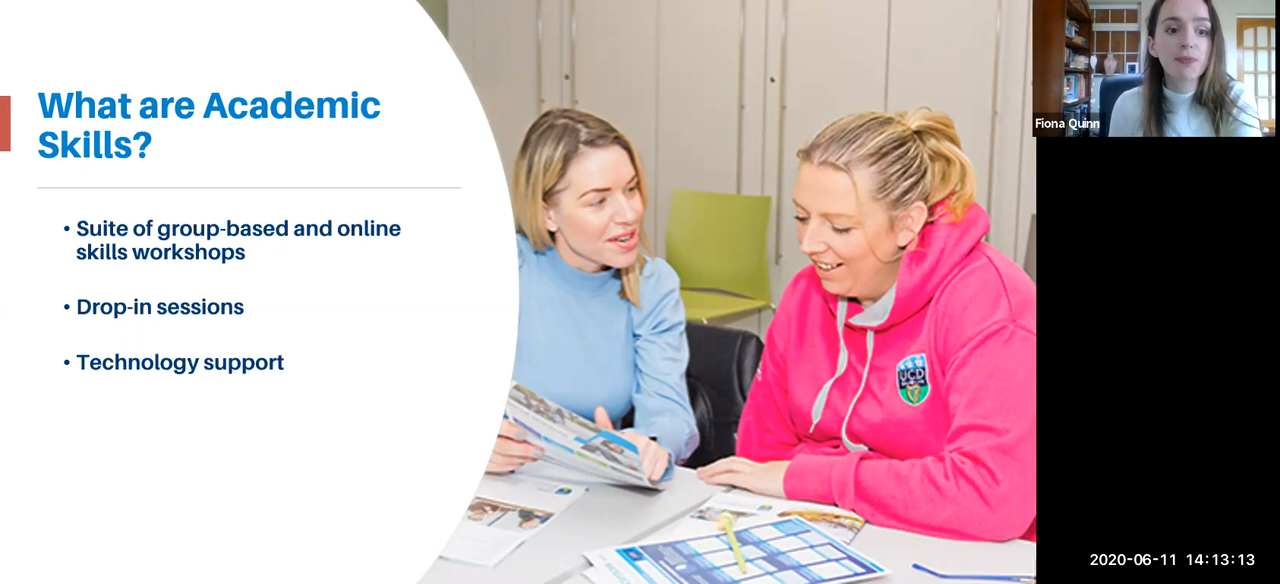 What are Academic
Skills?
• Suite of group-based and online
skills workshops
• Drop-in sessions
• Technology support
Fiona Quinn
UCD
2020-06-11 14:13:13